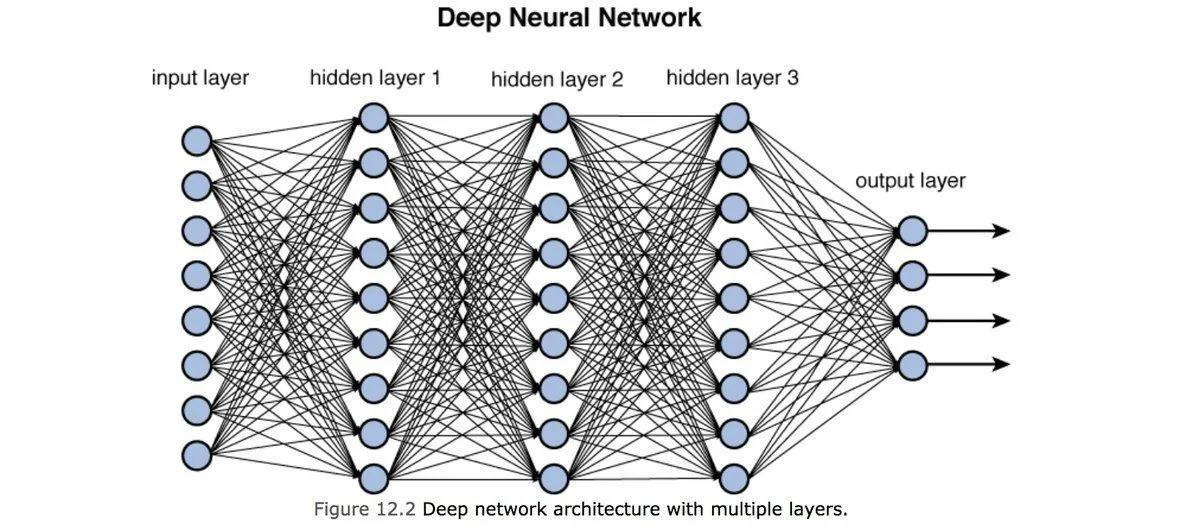 Deep Neural Network
input layer
hidden layer 1
hidden layer 2
hidden layer 3
output layer
Figure 12.2 Deep network architecture with multiple layers.